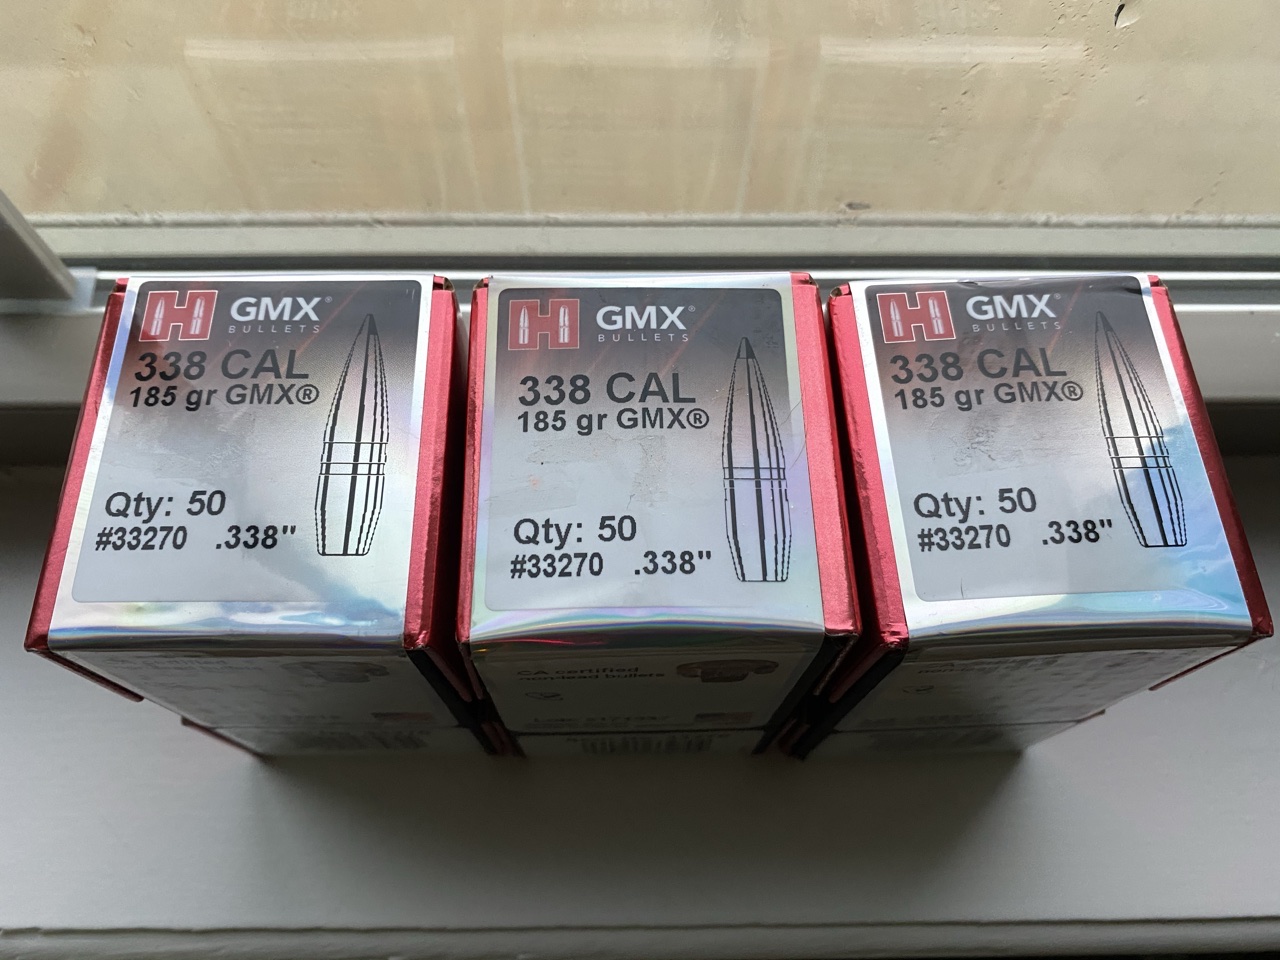 GMX®
BULLETS
338 CAL
185 gr GMX®
Qty: 50
#33270 .338"
GMX®
BULLETS
338 CAL
185 gr GMX®
Qty: 50
#33270 .338"
CA certified
nonlead bullets
GMX®
BULLETS
338 CAL
185 gr GMX®
Qty: 50
#33270 .338"